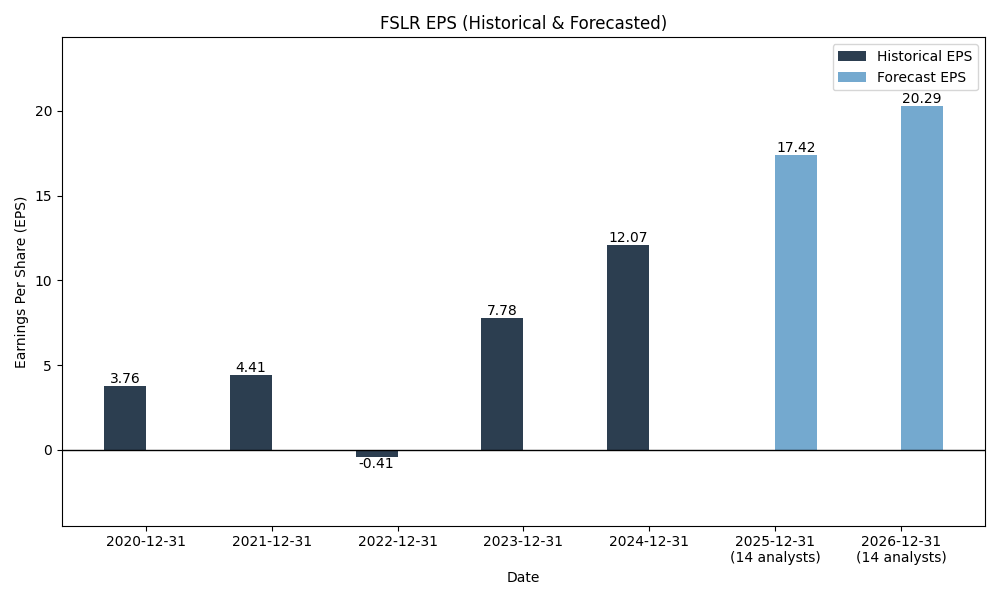 FSLR EPS (Historical & Forecasted)
Historical EPS
Forecast EPS
Earnings Per Share (EPS)
20
15
10
5
0
3.76
4.41
-0.41
7.78
12.07
17.42
20.29
2020-12-31
2021-12-31
2022-12-31
2023-12-31
2024-12-31
2025-12-31
(14 analysts)
2026-12-31
(14 analysts)
Date